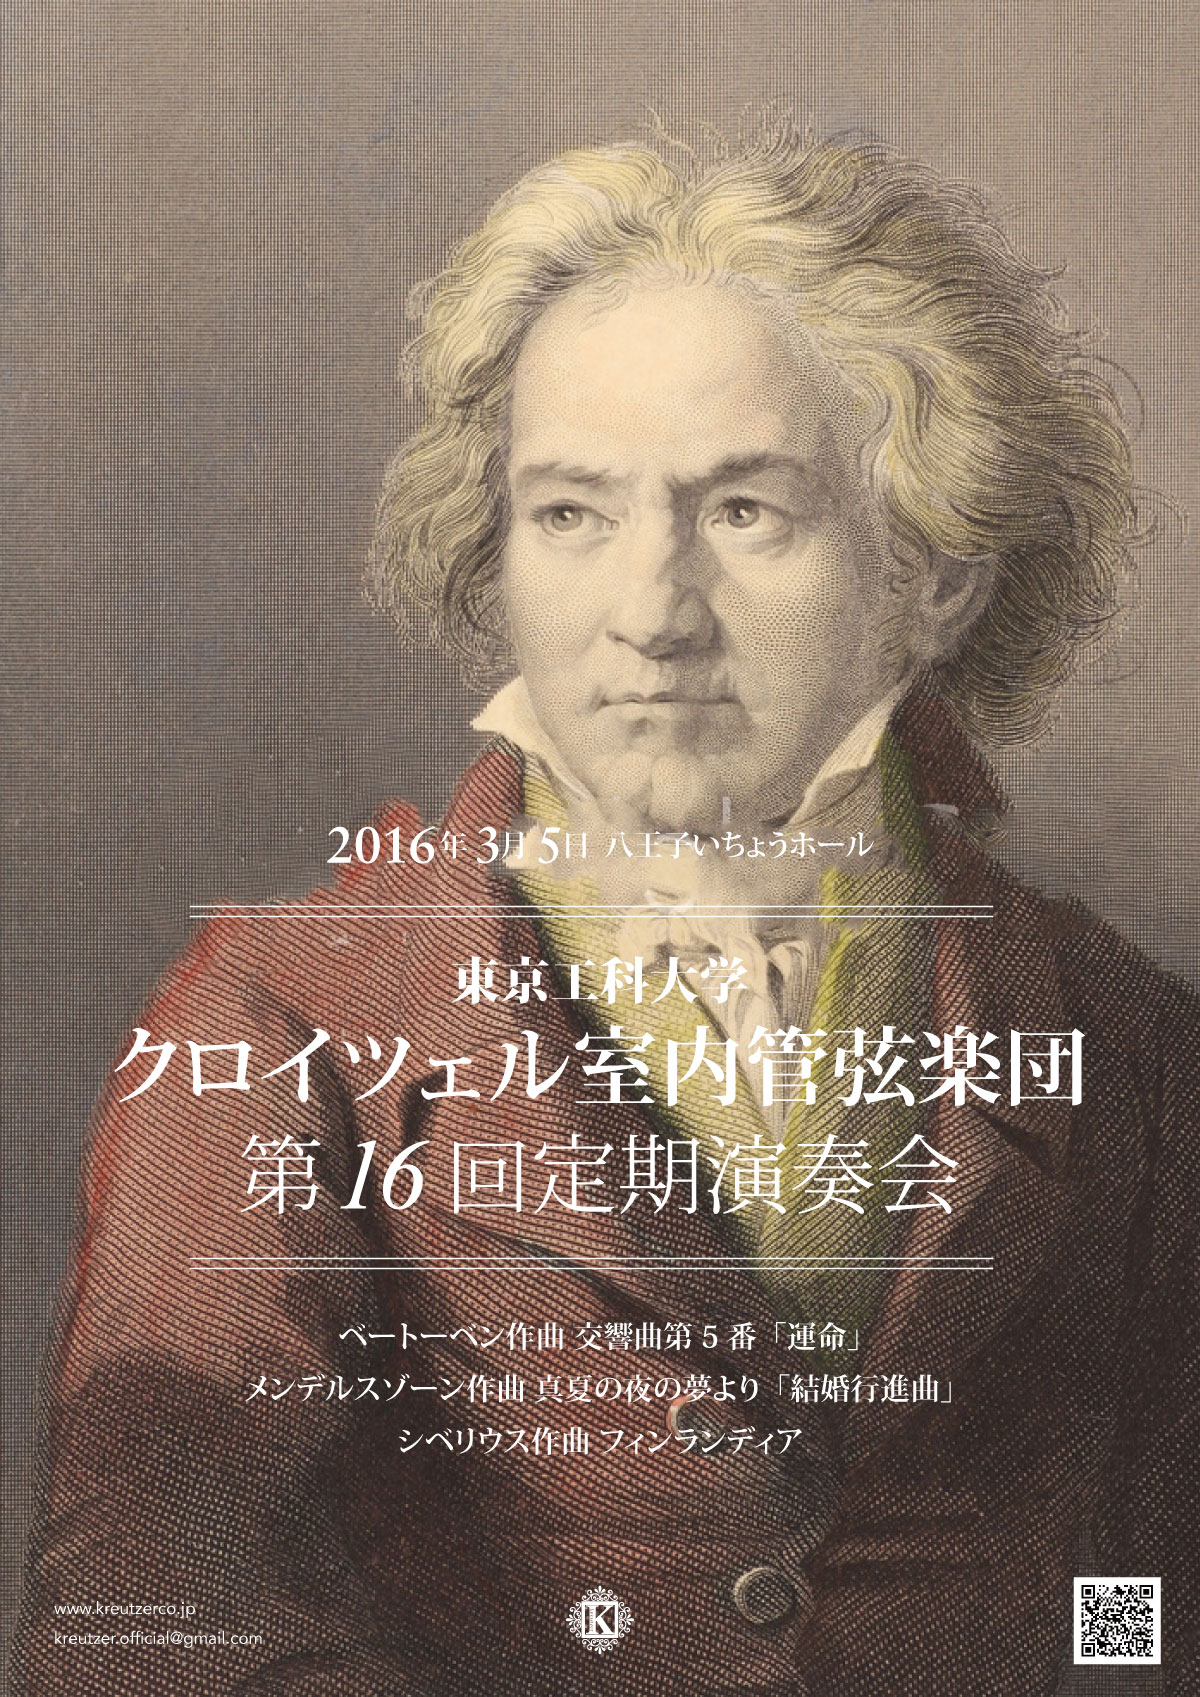 2016年 3月 5日 八王子いちょうホール
東京工科大学
クロイツェル室内管弦楽団
第16回定期演奏会
ベートーベン作曲 交響曲第5番「運命」
メンデルスゾーン作曲 真夏の夜の夢より「結婚行進曲」
シベリウス作曲 フィンランディア
www.kreutzerco.jp
kreutzer.official@gmail.com
K